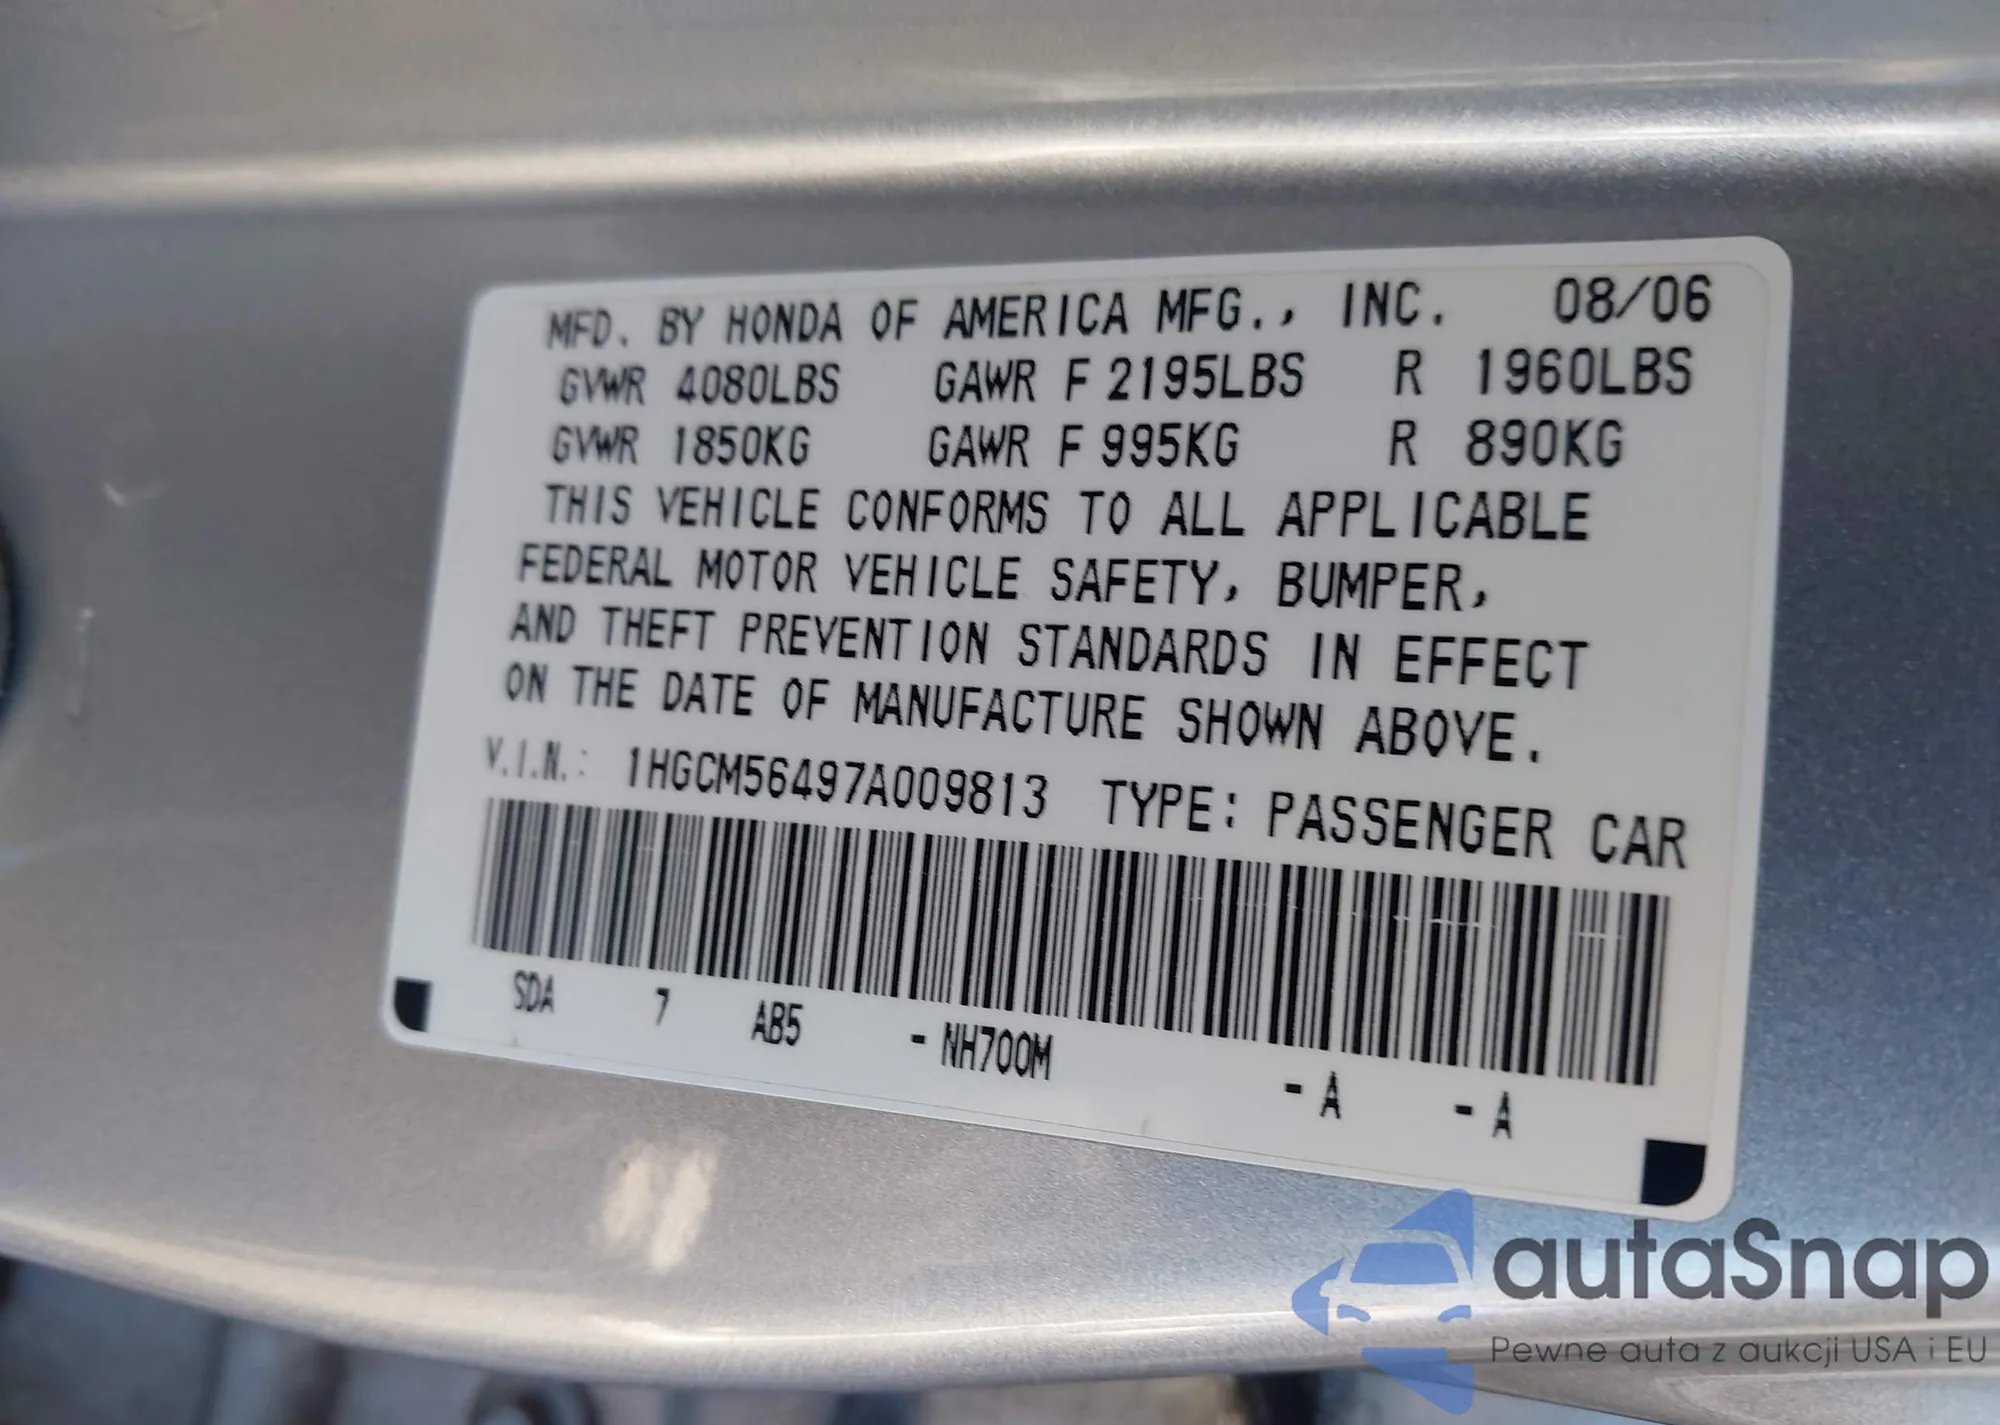 MFD. BY HONDA OF AMERICA MFG., INC. 08/06
GVWR 4080LBS GAWR F 2195LBS R 1960LBS
GVWR 1850KG GAWR F 995KG R 890KG
THIS VEHICLE CONFORMS TO ALL APPLICABLE
FEDERAL MOTOR VEHICLE SAFETY, BUMPER,
AND THEFT PREVENTION STANDARDS IN EFFECT
ON THE DATE OF MANUFACTURE SHOWN ABOVE.
V.I.N.: 1HGCM56497A009813 TYPE: PASSENGER CAR
SDA 7 AB5 - NH700M - A - A
autaSnap
Pewne auta z aukcji USA i EU